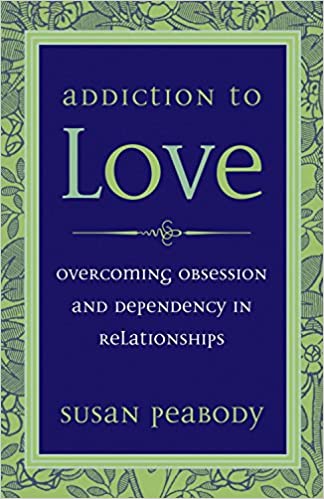 ADDICTION TO
Love
OVERCOMING OBSESSION
AND DEPENDENCY IN
RELATIONSHIPS
SUSAN PEABODY